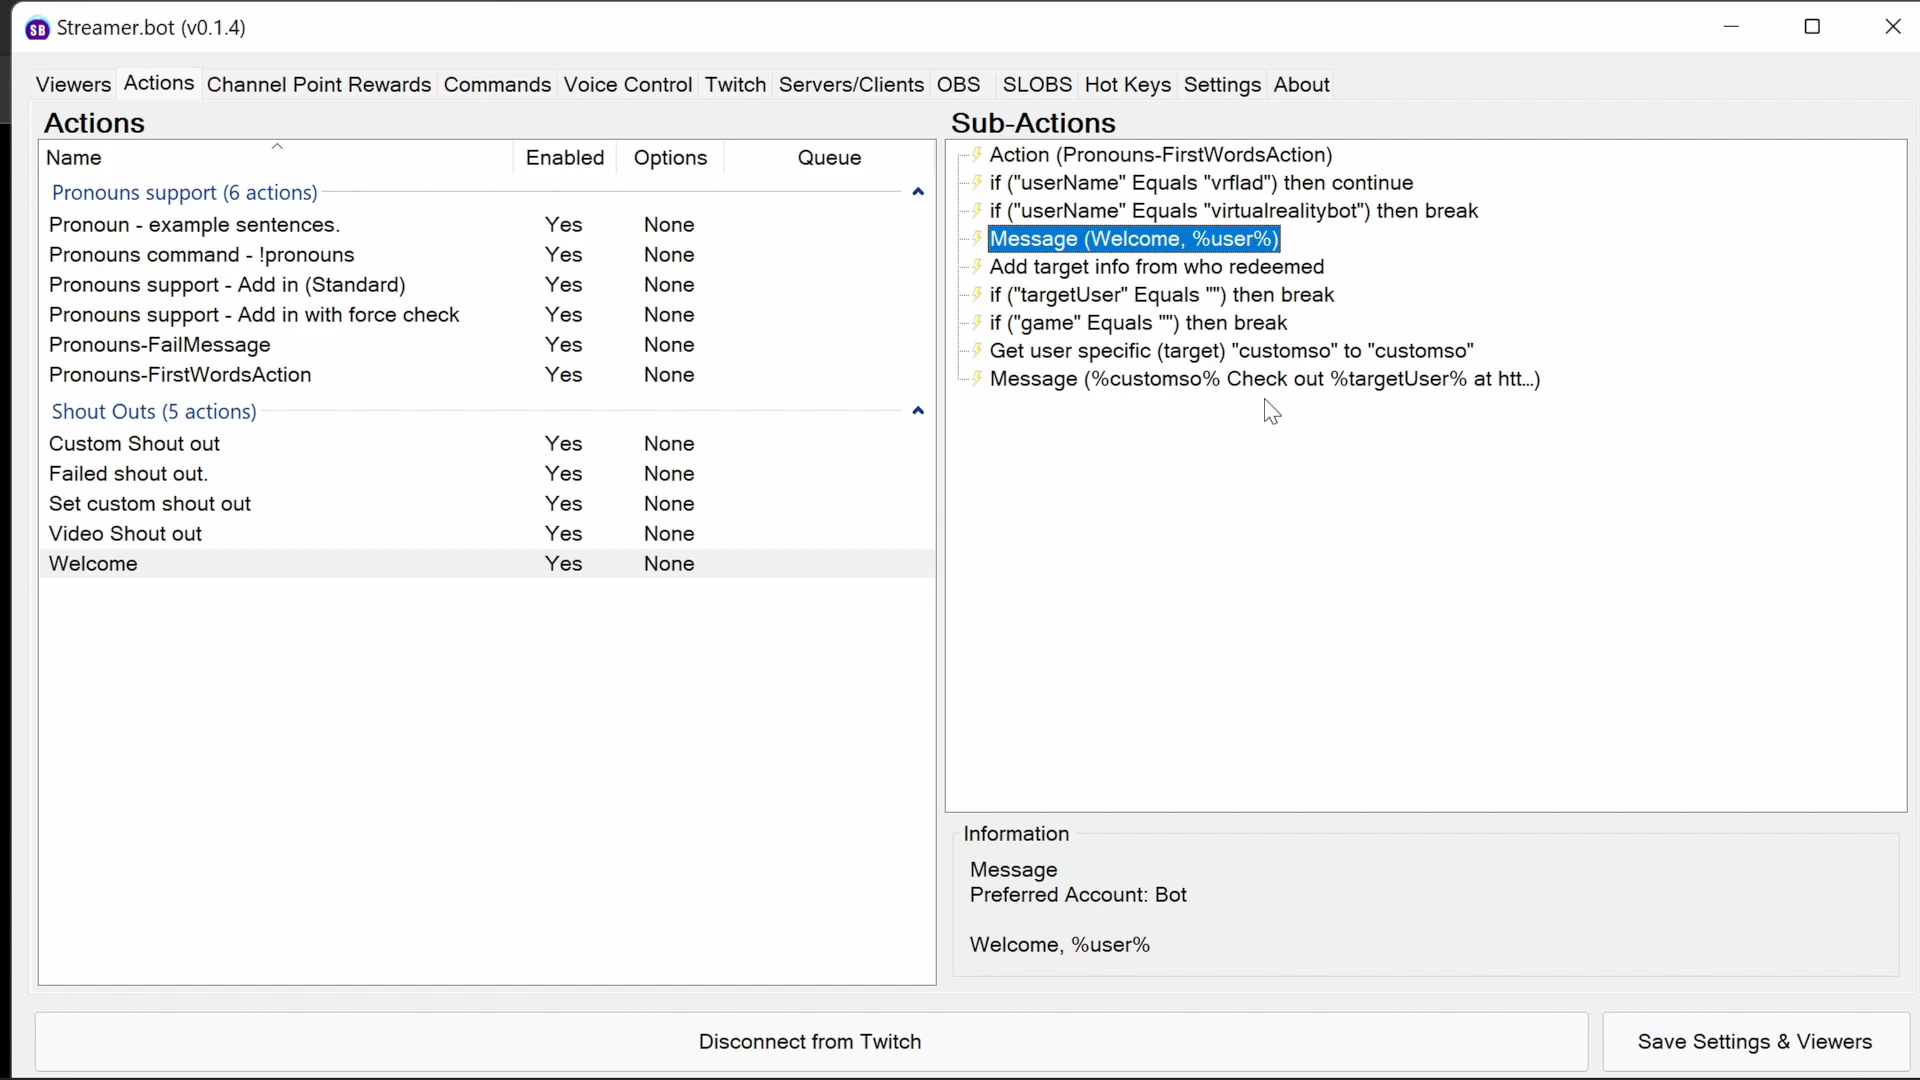 SB Streamer.bot (v0.1.4)
Viewers Actions Channel Point Rewards Commands Voice Control Twitch Servers/Clients OBS SLOBS Hot Keys Settings About
Actions
Name Enabled Options Queue
Pronouns support (6 actions)
Pronoun - example sentences. Yes None
Pronouns command - !pronouns Yes None
Pronouns support - Add in (Standard) Yes None
Pronouns support - Add in with force check Yes None
Pronouns-FailMessage Yes None
Pronouns-FirstWordsAction Yes None
Shout Outs (5 actions)
Custom Shout out Yes None
Failed shout out. Yes None
Set custom shout out Yes None
Video Shout out Yes None
Welcome Yes None
Sub-Actions
Action (Pronouns-FirstWordsAction)
if ("userName" Equals "vrflad") then continue
if ("userName" Equals "virtualrealitybot") then break
Message (Welcome, %user%)
Add target info from who redeemed
if ("targetUser" Equals "") then break
if ("game" Equals "") then break
Get user specific (target) "customso" to "customso"
Message (%customso% Check out %targetUser% at htt...)
Information
Message
Preferred Account: Bot
Welcome, %user%
Disconnect from Twitch
Save Settings & Viewers